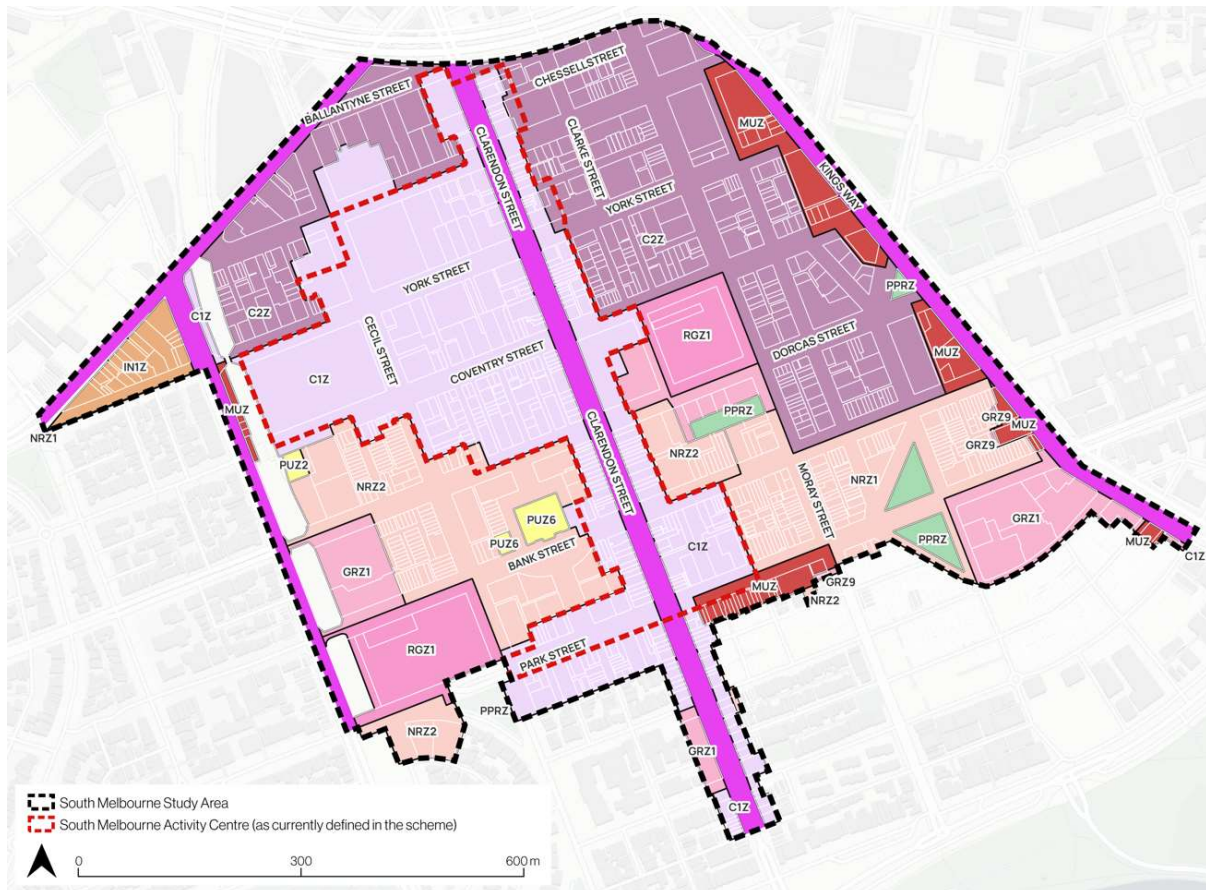 CHESSELLSTREET
BALLANTYNE STREET
MUZ
CLARENDON STREET
CLARKE STREET
KINGS WAY
YORK STREET
C2Z
YORK STREET
PPRZ
C1Z
C2Z
CECIL STREET
RGZ1
DORCAS STREET
IN1Z
COVENTRY STREET
MUZ
C1Z
MUZ
PPRZ
GRZ9
MUZ
NRZ1
CLARENDON STREET
NRZ2
GRZ9
PUZ2
NRZ2
MORAY STREET
NRZ1
PUZ6
GRZ1
PUZ6
C1Z
PPRZ
MUZ
C1Z
BANK STREET
GRZ1
MUZ
GRZ9
NRZ2
RGZ1
PARK STREET
PPRZ
NRZ2
GRZ1
C1Z
South Melbourne Study Area
South Melbourne Activity Centre (as currently defined in the scheme)
0 300 600 m